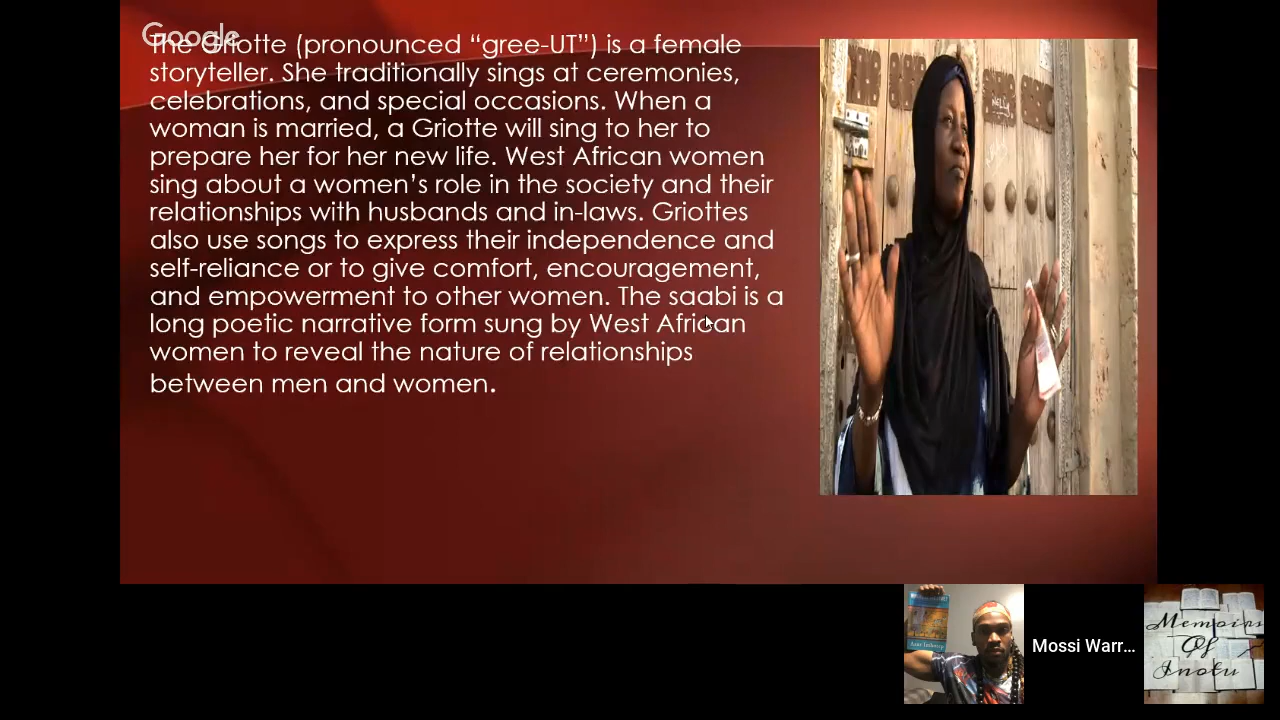 Google
The Griotte (pronounced “gree-UT”) is a female
storyteller. She traditionally sings at ceremonies,
celebrations, and special occasions. When a
woman is married, a Griotte will sing to her to
prepare her for her new life. West African women
sing about a women’s role in the society and their
relationships with husbands and in-laws. Griottes
also use songs to express their independence and
self-reliance or to give comfort, encouragement,
and empowerment to other women. The saabi is a
long poetic narrative form sung by West African
women to reveal the nature of relationships
between men and women.
NELLY
Mossi Warr...
Memoirs
Of
Inotu